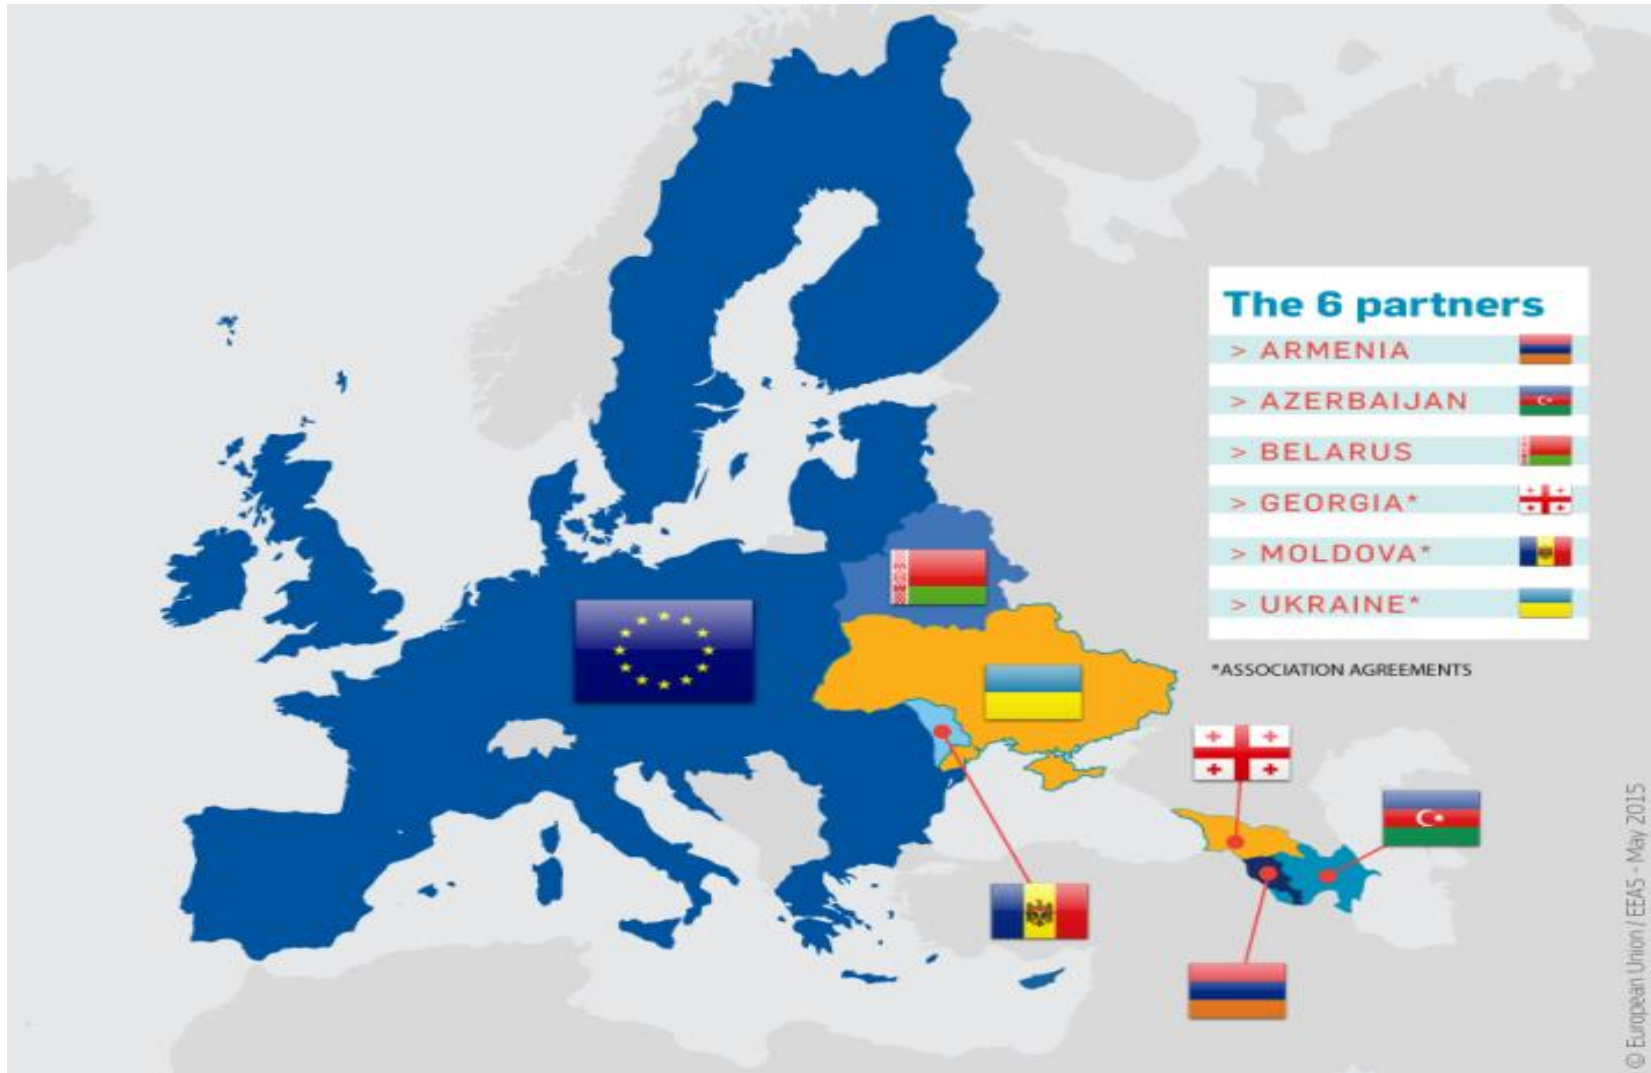 The 6 partners
> ARMENIA
> AZERBAIJAN
> BELARUS
> GEORGIA*
> MOLDOVA*
> UKRAINE*
*ASSOCIATION AGREEMENTS
© European Union / EEAS - May 2015